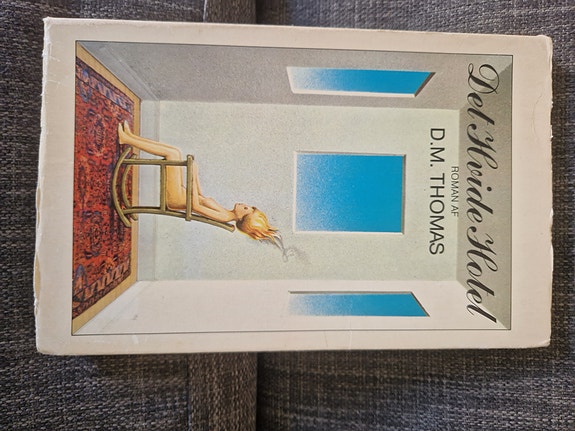 Det Hvide Hotel
ROMAN AF
D.M. THOMAS